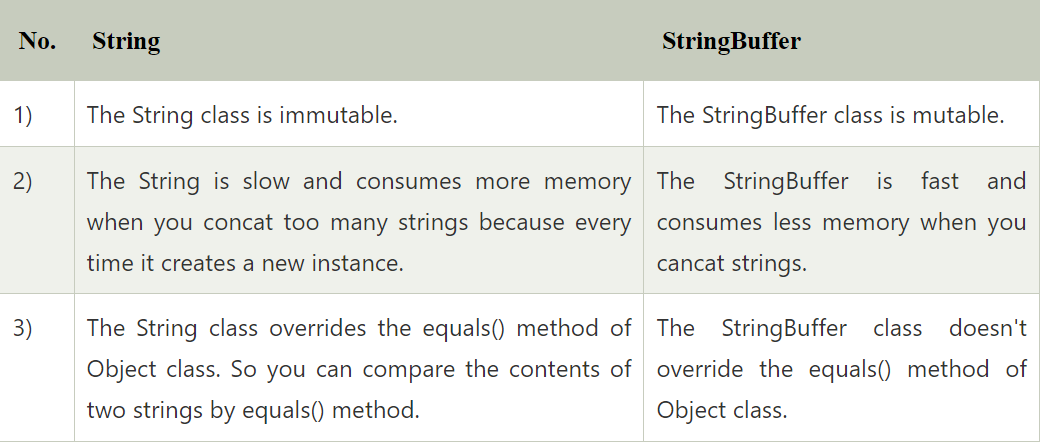 No. String StringBuffer
1) The String class is immutable. The StringBuffer class is mutable.
2) The String is slow and consumes more memory The StringBuffer is fast and
when you concat too many strings because every consumes less memory when you
time it creates a new instance. cancat strings.
3) The String class overrides the equals() method of The StringBuffer class doesn't
Object class. So you can compare the contents of override the equals() method of
two strings by equals() method. Object class.